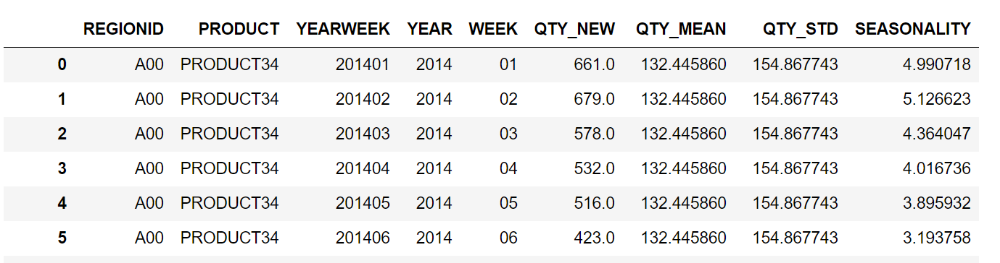 REGIONID PRODUCT YEARWEEK YEAR WEEK QTY_NEW QTY_MEAN QTY_STD SEASONALITY
0 A00 PRODUCT34 201401 2014 01 661.0 132.445860 154.867743 4.990718
1 A00 PRODUCT34 201402 2014 02 679.0 132.445860 154.867743 5.126623
2 A00 PRODUCT34 201403 2014 03 578.0 132.445860 154.867743 4.364047
3 A00 PRODUCT34 201404 2014 04 532.0 132.445860 154.867743 4.016736
4 A00 PRODUCT34 201405 2014 05 516.0 132.445860 154.867743 3.895932
5 A00 PRODUCT34 201406 2014 06 423.0 132.445860 154.867743 3.193758